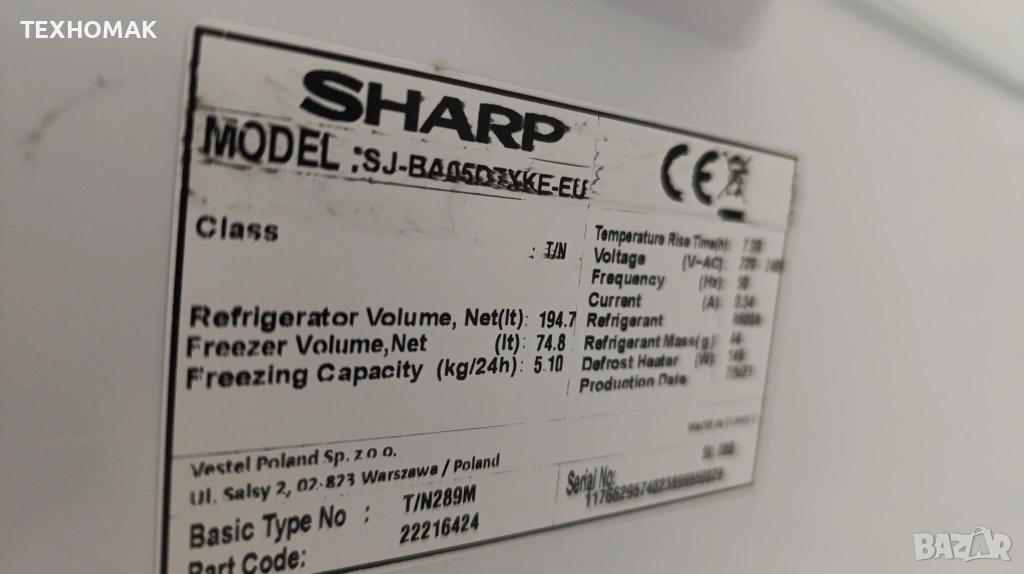 TEXHOMAK
SHARP
MODEL :SJ-BA05D
CE
Class : T/N
Refrigerator Volume, Net(lt): 194.7
Freezer Volume,Net (lt): 74.8
Freezing Capacity (kg/24h): 5.10
Temperature Rise Time(h):
Voltage (V~AC):
Frequency (Hz): 50
Current (A):
Refrigerant
Refrigerant Mass(g)
Defrost Heater (W)
Production Date
Vestel Poland Sp. z o.o.
Ul. Salsy 2, 02-823 Warszawa / Poland
Basic Type No : T/N289M
Part Code: 22216424
Serial No:
BAZAR